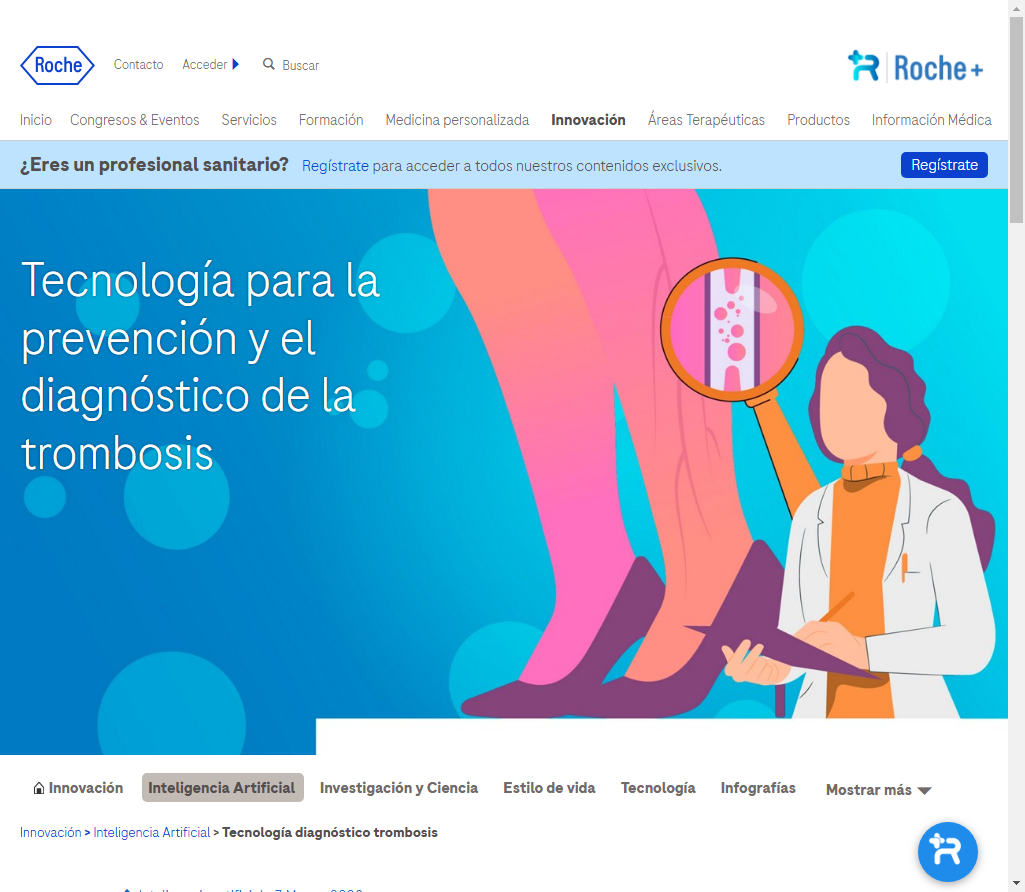 Roche Contacto Acceder Buscar Roche+
Inicio Congresos & Eventos Servicios Formación Medicina personalizada Innovación Áreas Terapéuticas Productos Información Médica
¿Eres un profesional sanitario? Regístrate para acceder a todos nuestros contenidos exclusivos. Regístrate
Tecnología para la
prevención y el
diagnóstico de la
trombosis
Innovación Inteligencia Artificial Investigación y Ciencia Estilo de vida Tecnología Infografías Mostrar más
Innovación > Inteligencia Artificial > Tecnología diagnóstico trombosis